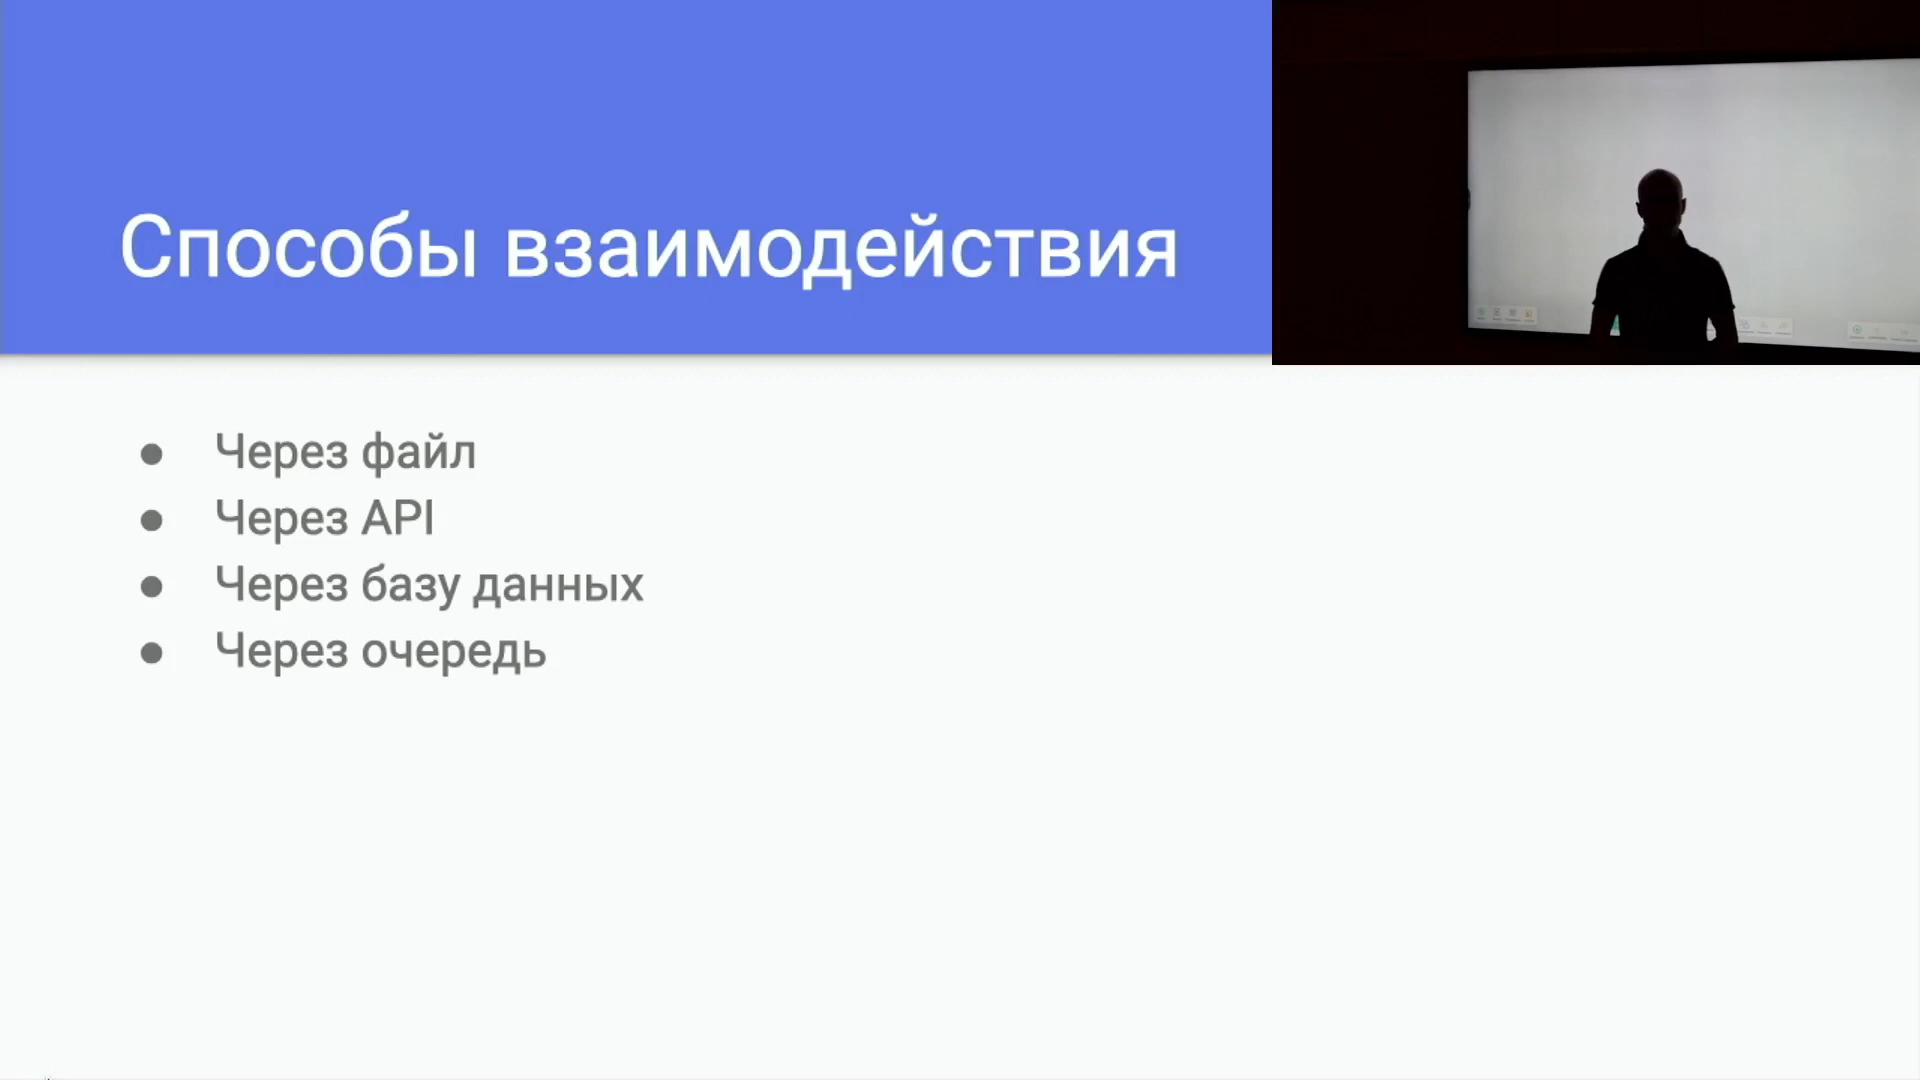 Способы взаимодействия
● Через файл
● Через API
● Через базу данных
● Через очередь